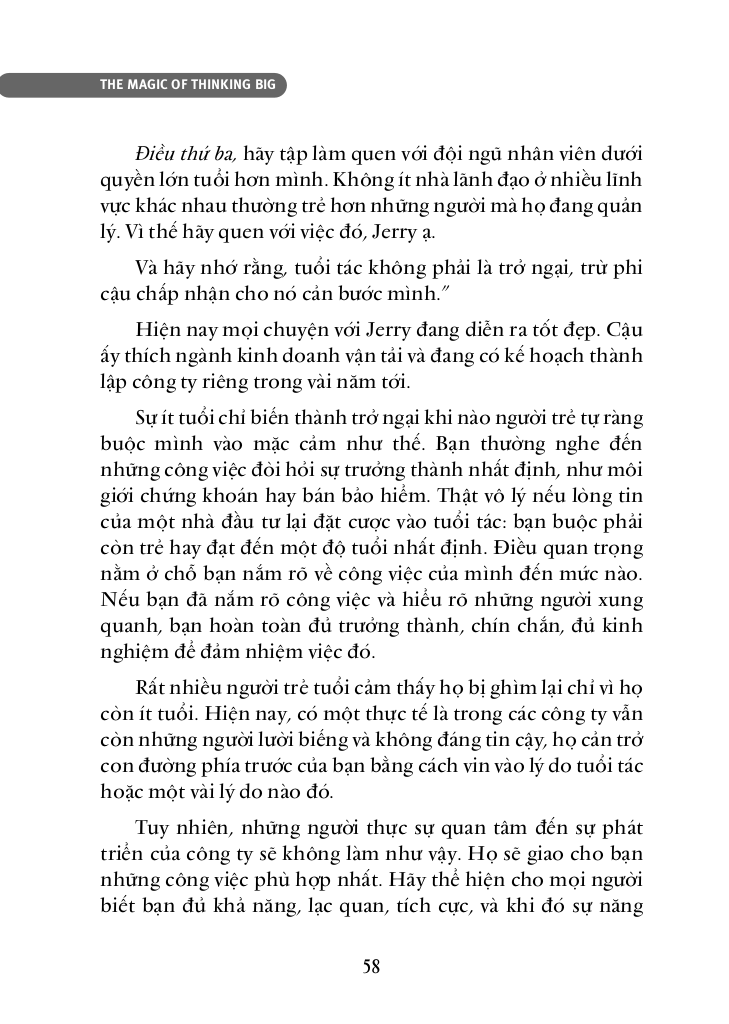 THE MAGIC OF THINKING BIG
Điều thứ ba, hãy tập làm quen với đội ngũ nhân viên dưới
quyền lớn tuổi hơn mình. Không ít nhà lãnh đạo ở nhiều lĩnh
vực khác nhau thường trẻ hơn những người mà họ đang quản
lý. Vì thế hãy quen với việc đó, Jerry ạ.
Và hãy nhớ rằng, tuổi tác không phải là trở ngại, trừ phi
cậu chấp nhận cho nó cản bước mình.”
Hiện nay mọi chuyện với Jerry đang diễn ra tốt đẹp. Cậu
ấy thích ngành kinh doanh vận tải và đang có kế hoạch thành
lập công ty riêng trong vài năm tới.
Sự ít tuổi chỉ biến thành trở ngại khi nào người trẻ tự ràng
buộc mình vào mặc cảm như thế. Bạn thường nghe đến
những công việc đòi hỏi sự trưởng thành nhất định, như môi
giới chứng khoán hay bán bảo hiểm. Thật vô lý nếu lòng tin
của một nhà đầu tư lại đặt cược vào tuổi tác: bạn buộc phải
còn trẻ hay đạt đến một độ tuổi nhất định. Điều quan trọng
nằm ở chỗ bạn nắm rõ về công việc của mình đến mức nào.
Nếu bạn đã nắm rõ công việc và hiểu rõ những người xung
quanh, bạn hoàn toàn đủ trưởng thành, chín chắn, đủ kinh
nghiệm để đảm nhiệm việc đó.
Rất nhiều người trẻ tuổi cảm thấy họ bị ghìm lại chỉ vì họ
còn ít tuổi. Hiện nay, có một thực tế là trong các công ty vẫn
còn những người lười biếng và không đáng tin cậy, họ cản trở
con đường phía trước của bạn bằng cách vin vào lý do tuổi tác
hoặc một vài lý do nào đó.
Tuy nhiên, những người thực sự quan tâm đến sự phát
triển của công ty sẽ không làm như vậy. Họ sẽ giao cho bạn
những công việc phù hợp nhất. Hãy thể hiện cho mọi người
biết bạn đủ khả năng, lạc quan, tích cực, và khi đó sự năng
58